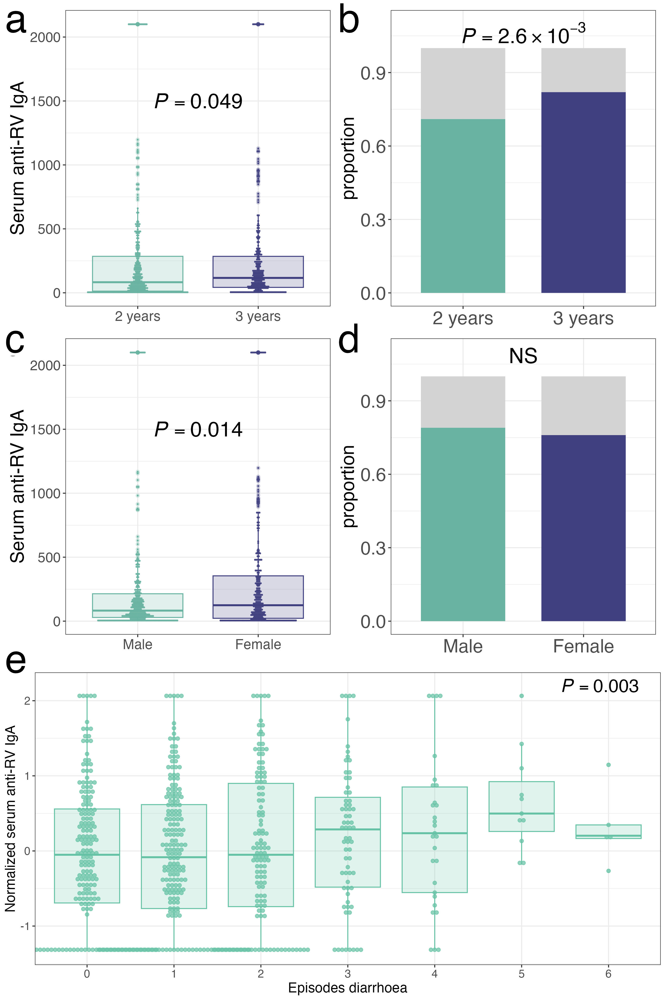 a
Serum anti-RV IgA
2000
1500
1000
500
0
P = 0.049
2 years
3 years
b
proportion
0.9
0.6
0.3
0.0
P = 2.6 × 10⁻³
2 years
3 years
c
Serum anti-RV IgA
2000
1500
1000
500
0
P = 0.014
Male
Female
d
proportion
0.9
0.6
0.3
0.0
NS
Male
Female
e
Normalized serum anti-RV IgA
2
1
0
-1
P = 0.003
0
1
2
3
4
5
6
Episodes diarrhoea